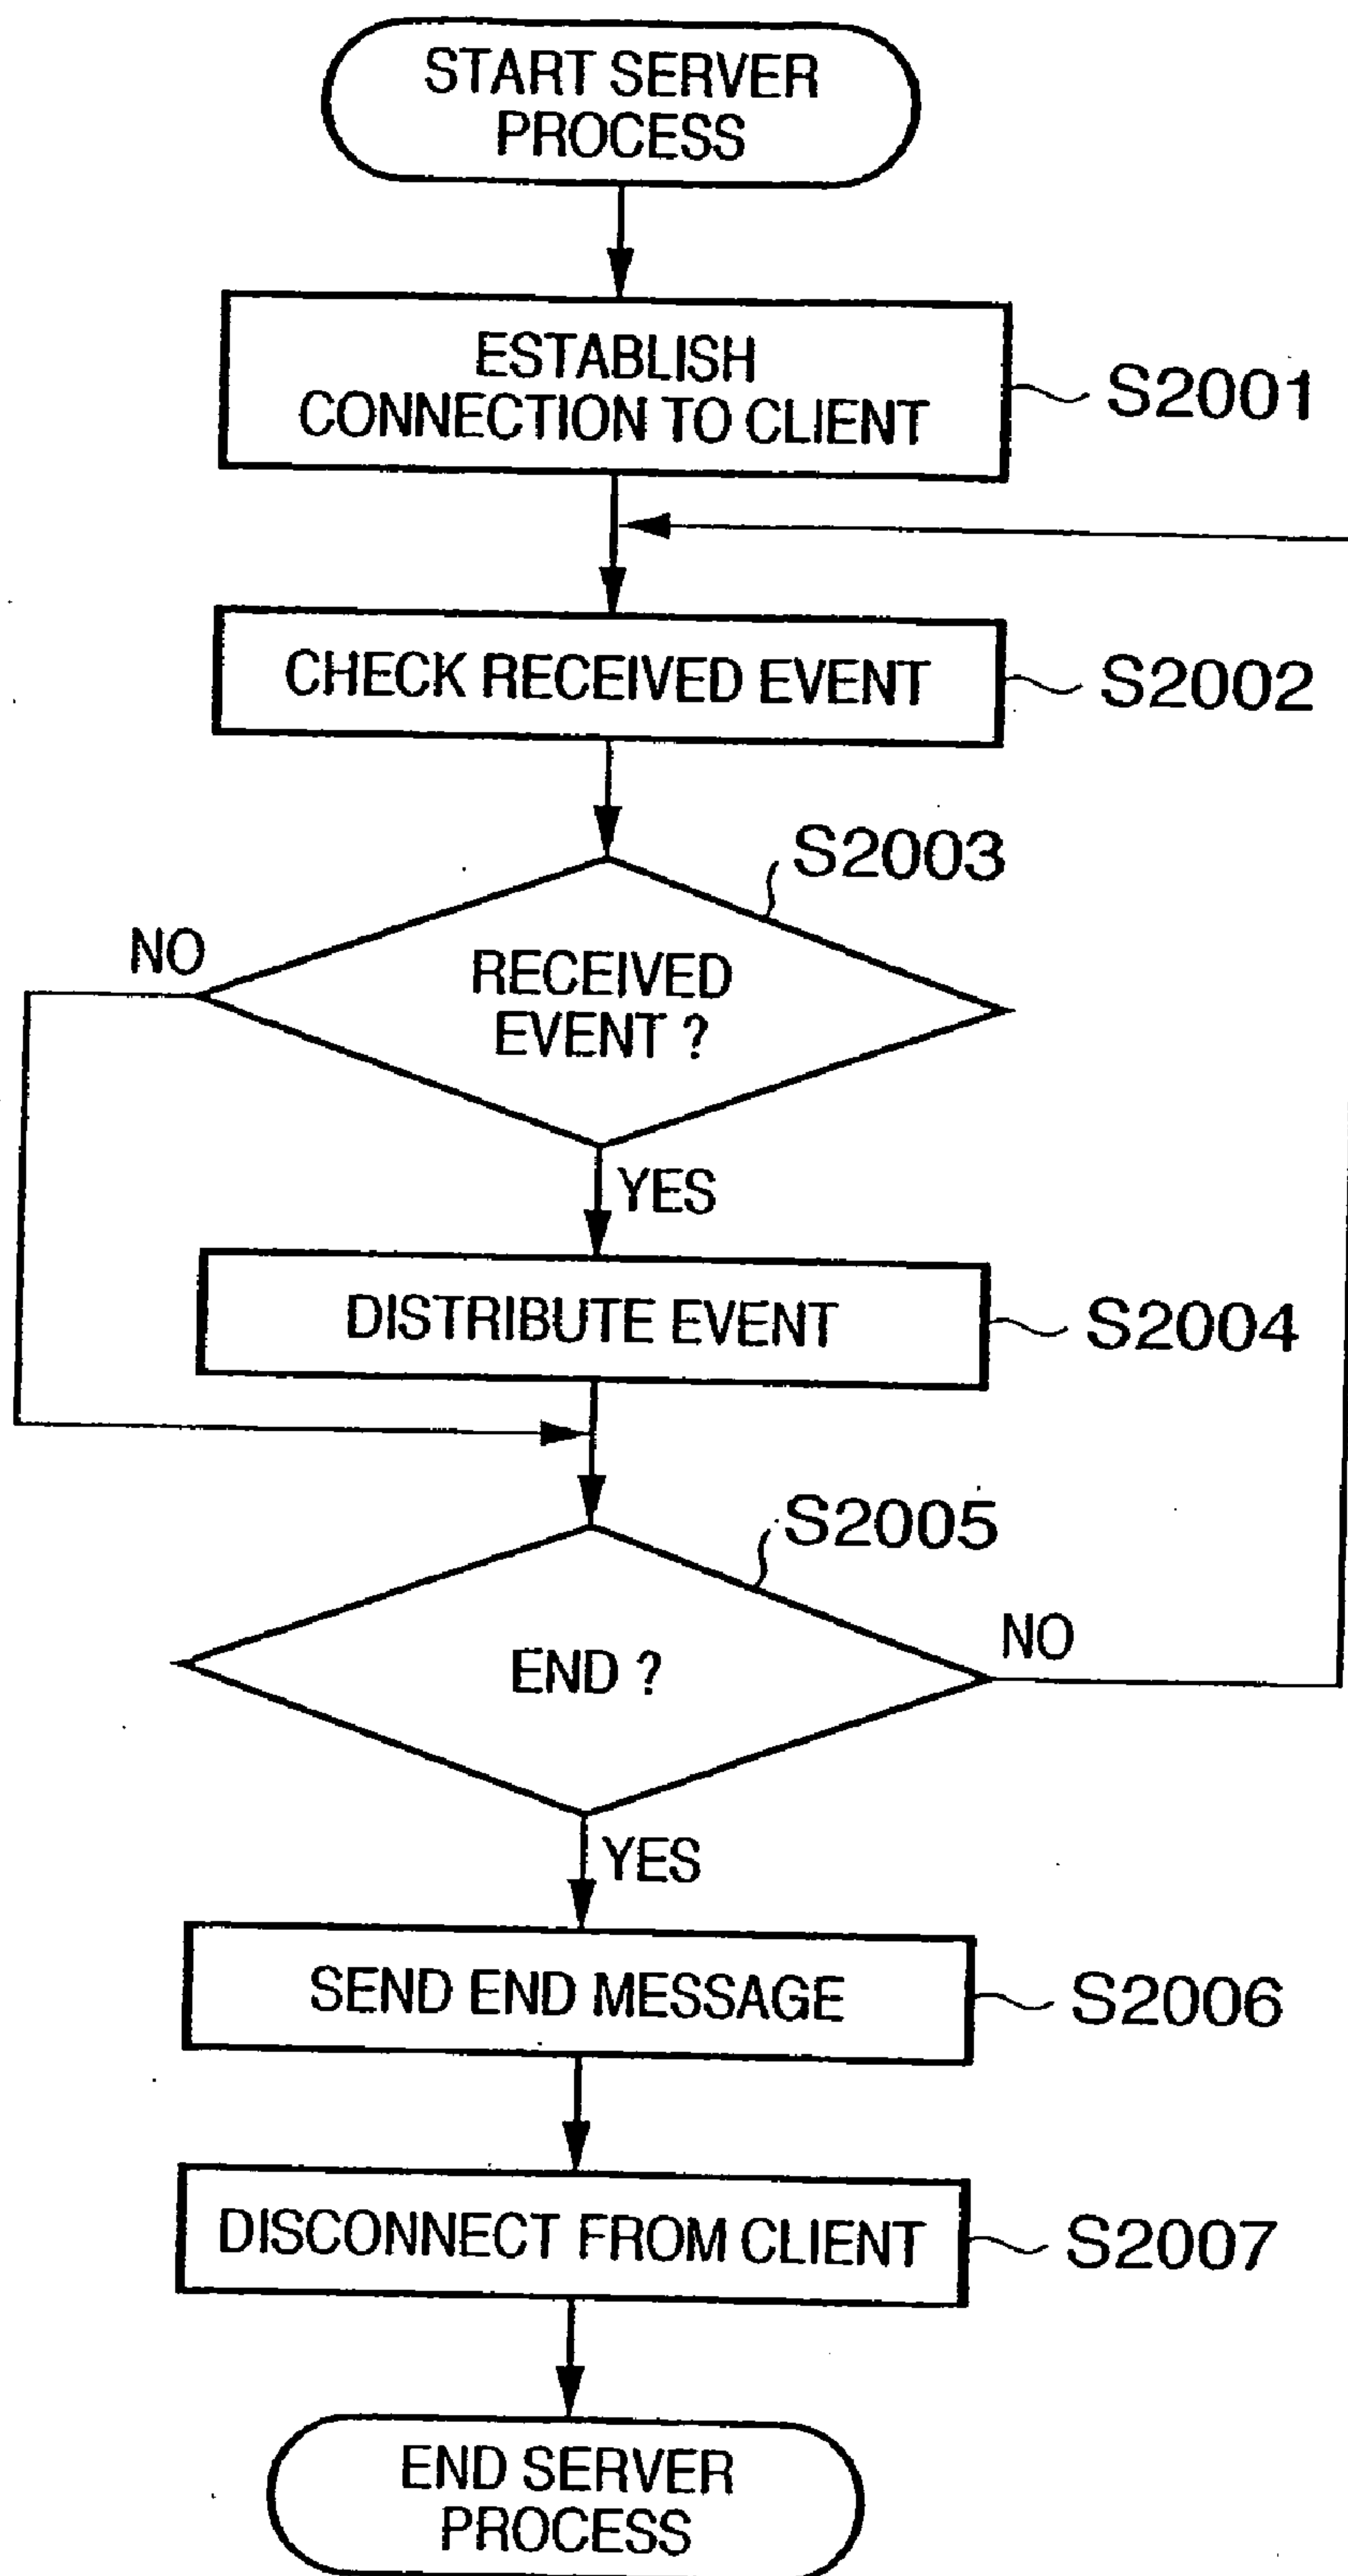 START SERVER
PROCESS
ESTABLISH
CONNECTION TO CLIENT
S2001
CHECK RECEIVED EVENT
S2002
S2003
NO
RECEIVED
EVENT ?
YES
DISTRIBUTE EVENT
S2004
S2005
END ?
NO
YES
SEND END MESSAGE
S2006
DISCONNECT FROM CLIENT
S2007
END SERVER
PROCESS